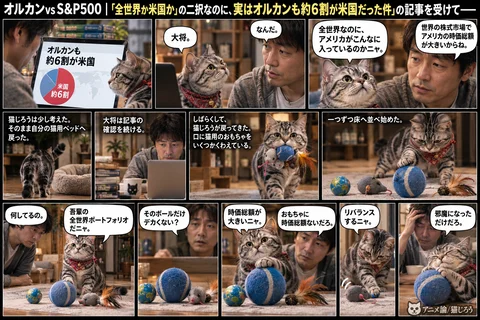 オルカンvs S&P500｜「全世界か米国か」の二択なのに、実はオルカンも約6割が米国だった件」の記事を受けて──
オルカンも
約6割が米国
米国
約6割
大将。
なんだ。
全世界なのに、
アメリカがこんなに
入っているのかニャ。
世界の株式市場で
アメリカの時価総額
が大きいからね。
猫じろうは少し考えた。
そのまま自分の猫用ベッドへ
戻った。
大将は記事の
確認を続ける。
しばらくして、
猫じろうが戻ってきた。
口に猫用のおもちゃを
いくつかくわえている。
一つずつ床へ並べ始めた。
何してるの。
吾輩の
全世界ポートフォリオ
だニャ。
そのボールだけ
デカくない？
時価総額が
大きいニャ。
おもちゃに
時価総額ないだろ。
リバランス
するニャ。
邪魔になった
だけだろ。
アニメ論/猫じろう